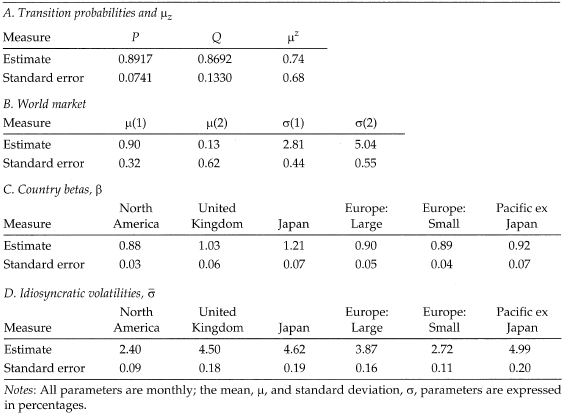 A. Transition probabilities and μz
Measure P Q μz
Estimate 0.8917 0.8692 0.74
Standard error 0.0741 0.1330 0.68
B. World market
Measure μ(1) μ(2) σ(1) σ(2)
Estimate 0.90 0.13 2.81 5.04
Standard error 0.32 0.62 0.44 0.55
C. Country betas, β
North United Europe: Europe: Pacific ex
Measure America Kingdom Japan Large Small Japan
Estimate 0.88 1.03 1.21 0.90 0.89 0.92
Standard error 0.03 0.06 0.07 0.05 0.04 0.07
D. Idiosyncratic volatilities, σ̄
North United Europe: Europe: Pacific ex
Measure America Kingdom Japan Large Small Japan
Estimate 2.40 4.50 4.62 3.87 2.72 4.99
Standard error 0.09 0.18 0.19 0.16 0.11 0.20
Notes: All parameters are monthly; the mean, μ, and standard deviation, σ, parameters are expressed
in percentages.